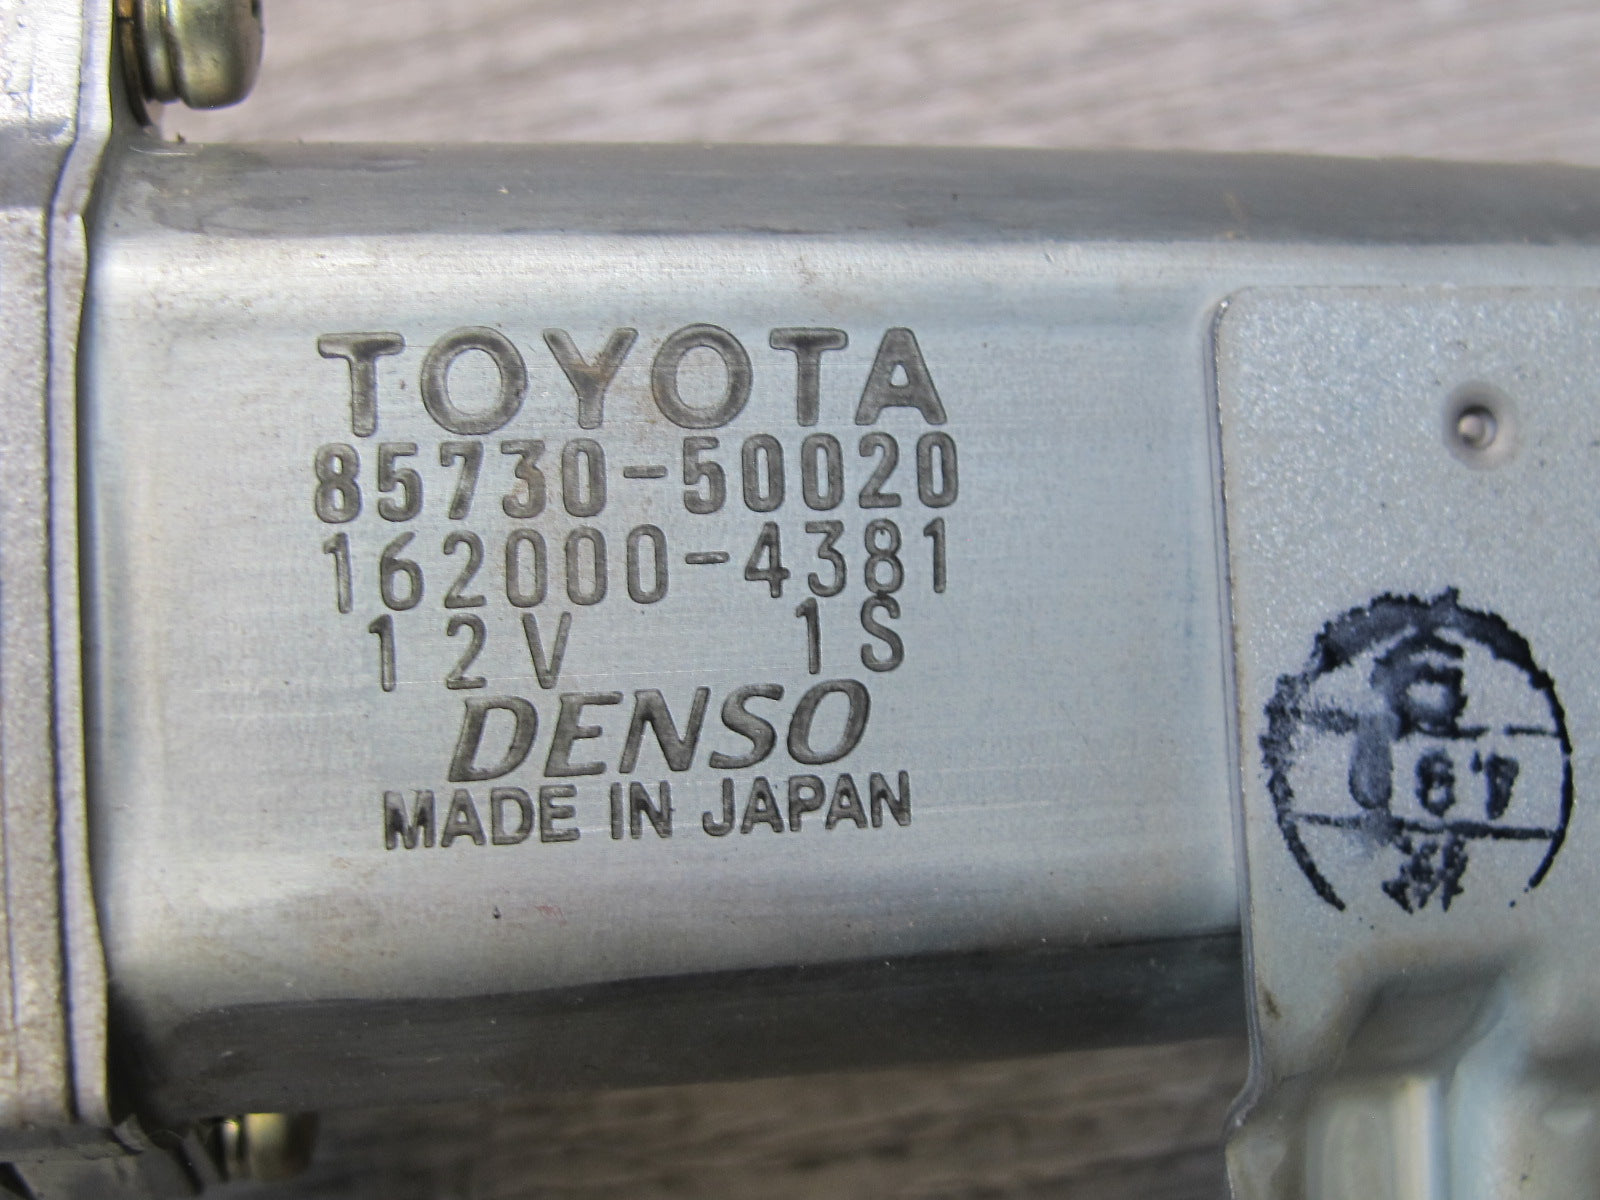 TOYOTA
85730-50020
162000-4381
12V 1S
DENSO
MADE IN JAPAN